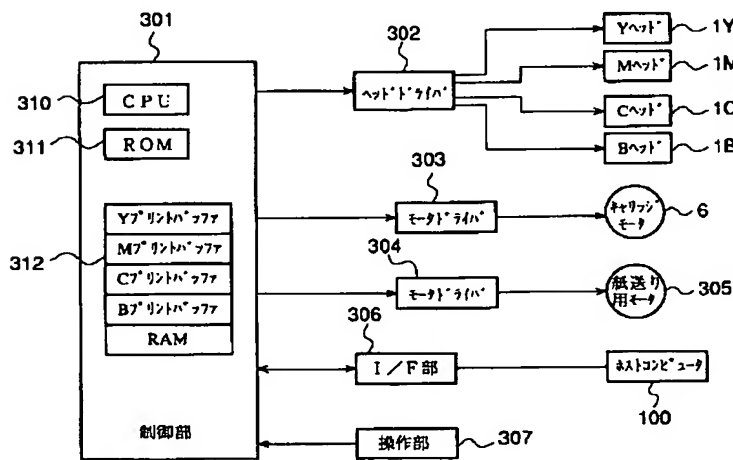 301
302
Yヘッド
1Y
310
CPU
ヘッドドライバ
Mヘッド
1M
311
ROM
Cヘッド
1C
Bヘッド
1B
303
Yプリントバッファ
モータドライバ
キャリッジ
モータ
6
312
Mプリントバッファ
Cプリントバッファ
304
Bプリントバッファ
モータドライバ
紙送り
用モータ
305
RAM
306
I/F部
ホストコンピュータ
100
制御部
操作部
307